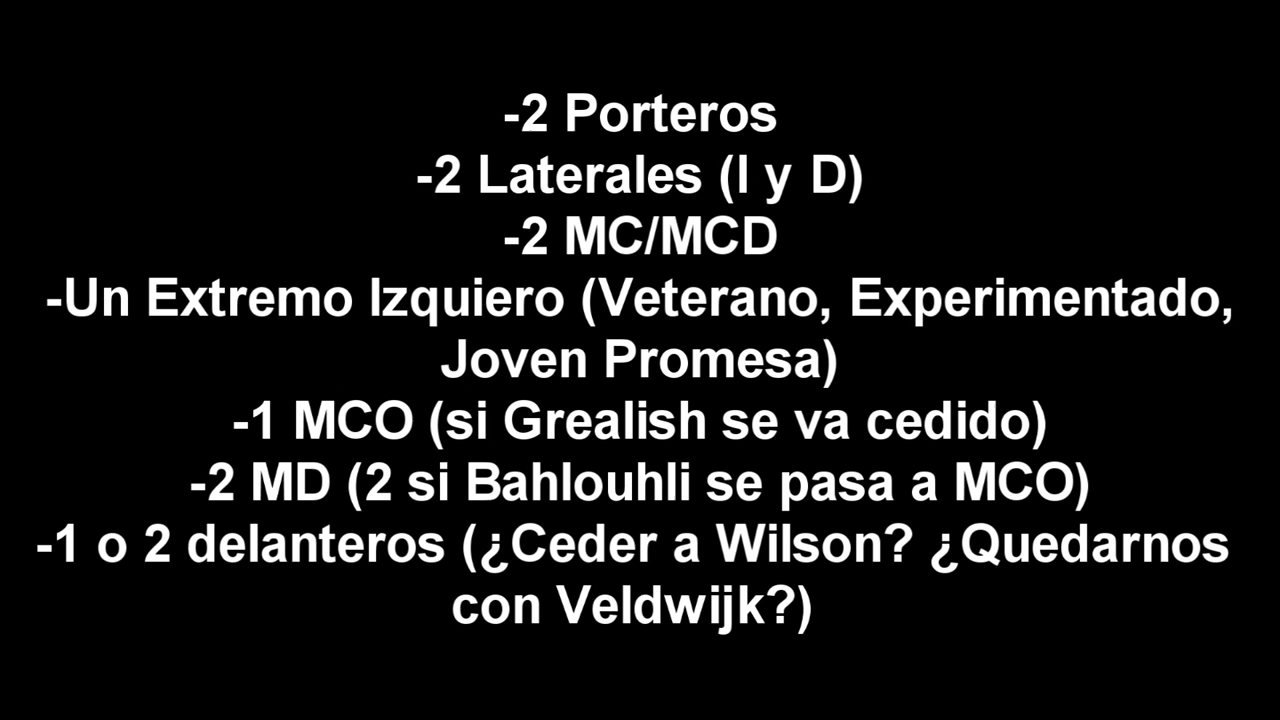 -2 Porteros
-2 Laterales (I y D)
-2 MC/MCD
-Un Extremo Izquiero (Veterano, Experimentado,
Joven Promesa)
-1 MCO (si Grealish se va cedido)
-2 MD (2 si Bahlouhli se pasa a MCO)
-1 o 2 delanteros (¿Ceder a Wilson? ¿Quedarnos
con Veldwijk?)